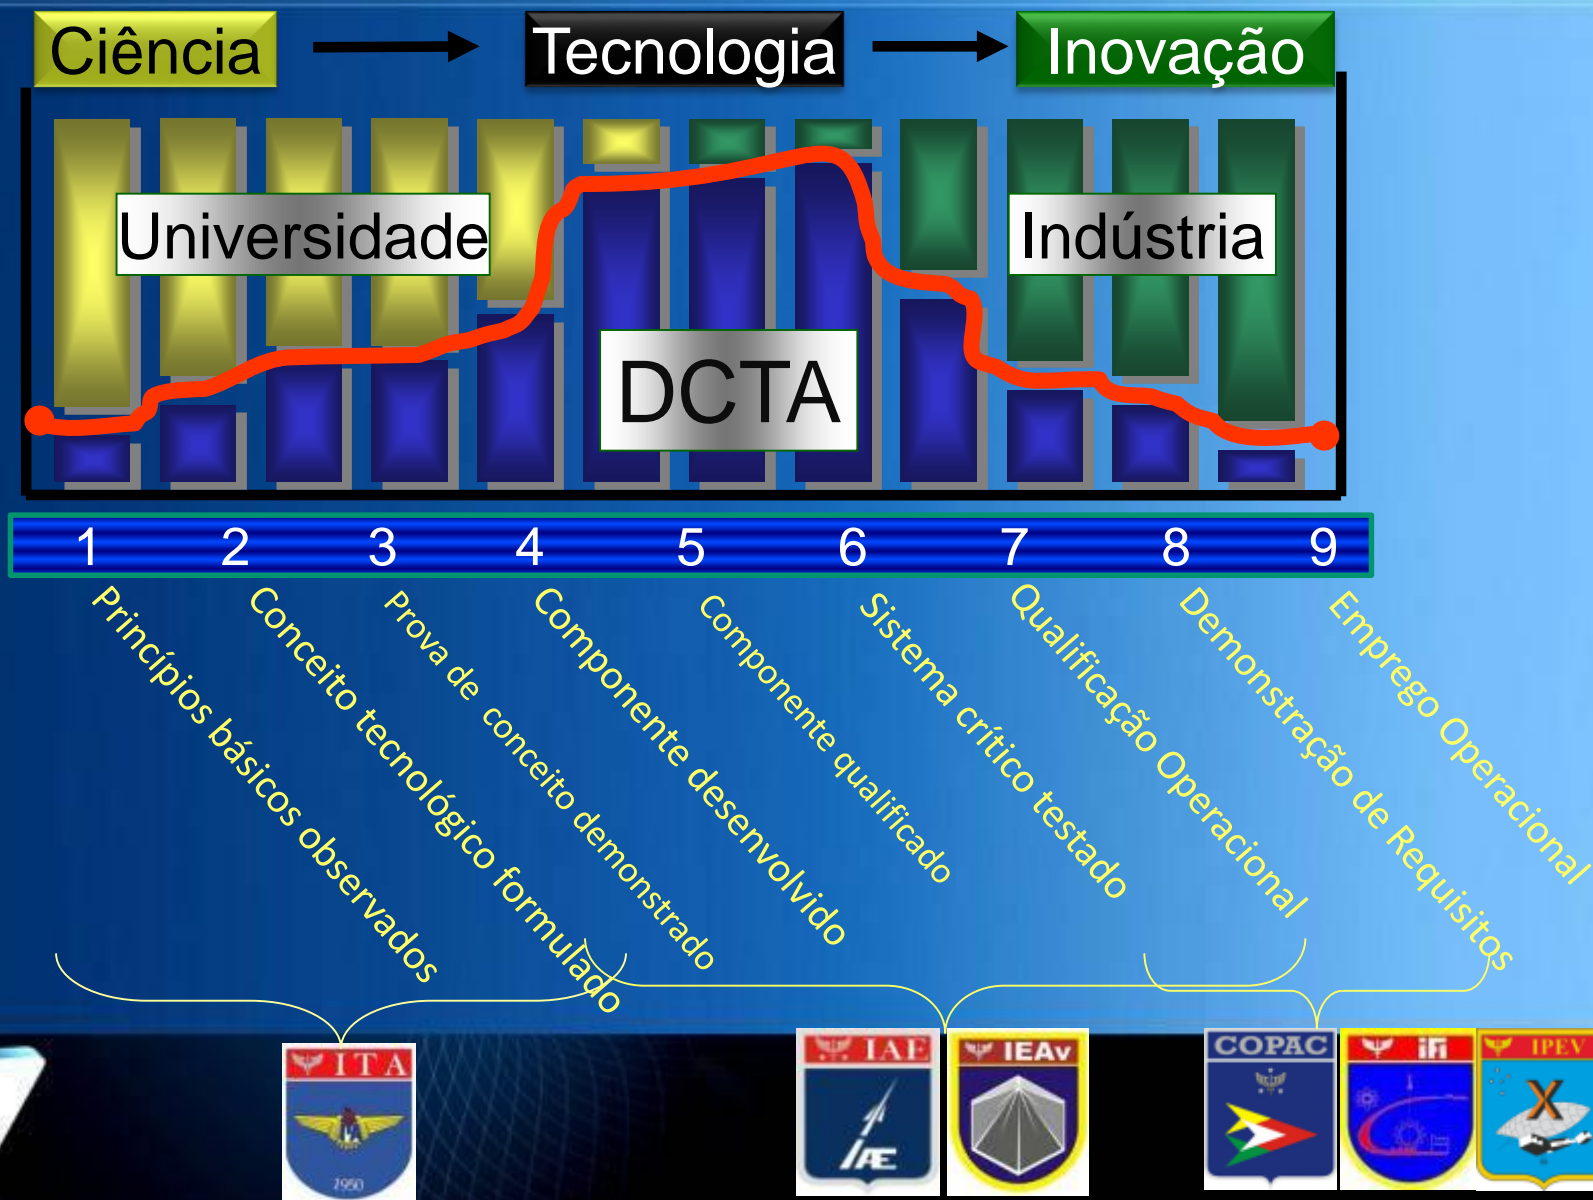 Ciência
Tecnologia
Inovação
Universidade
Indústria
DCTA
1 2 3 4 5 6 7 8 9
Princípios básicos observados
Conceito tecnológico formulado
Prova de conceito demonstrado
Componente desenvolvido
Componente qualificado
Sistema crítico testado
Qualificação Operacional
Demonstração de Requisitos
Emprego Operacional
ITA
1950
IAE
IAE
IEAv
COPAC
ifi
IPEV
X